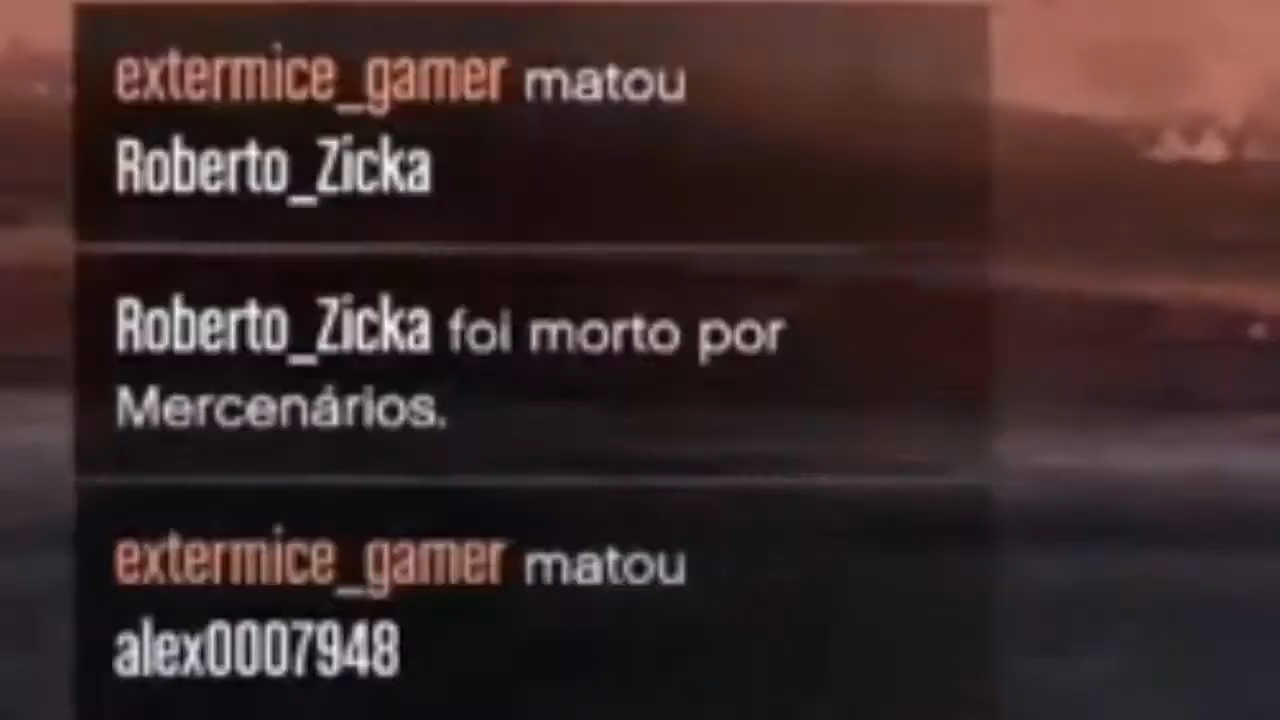 extermice_gamer matou
Roberto_Zicka
Roberto_Zicka foi morto por
Mercenários.
extermice_gamer matou
alex0007948